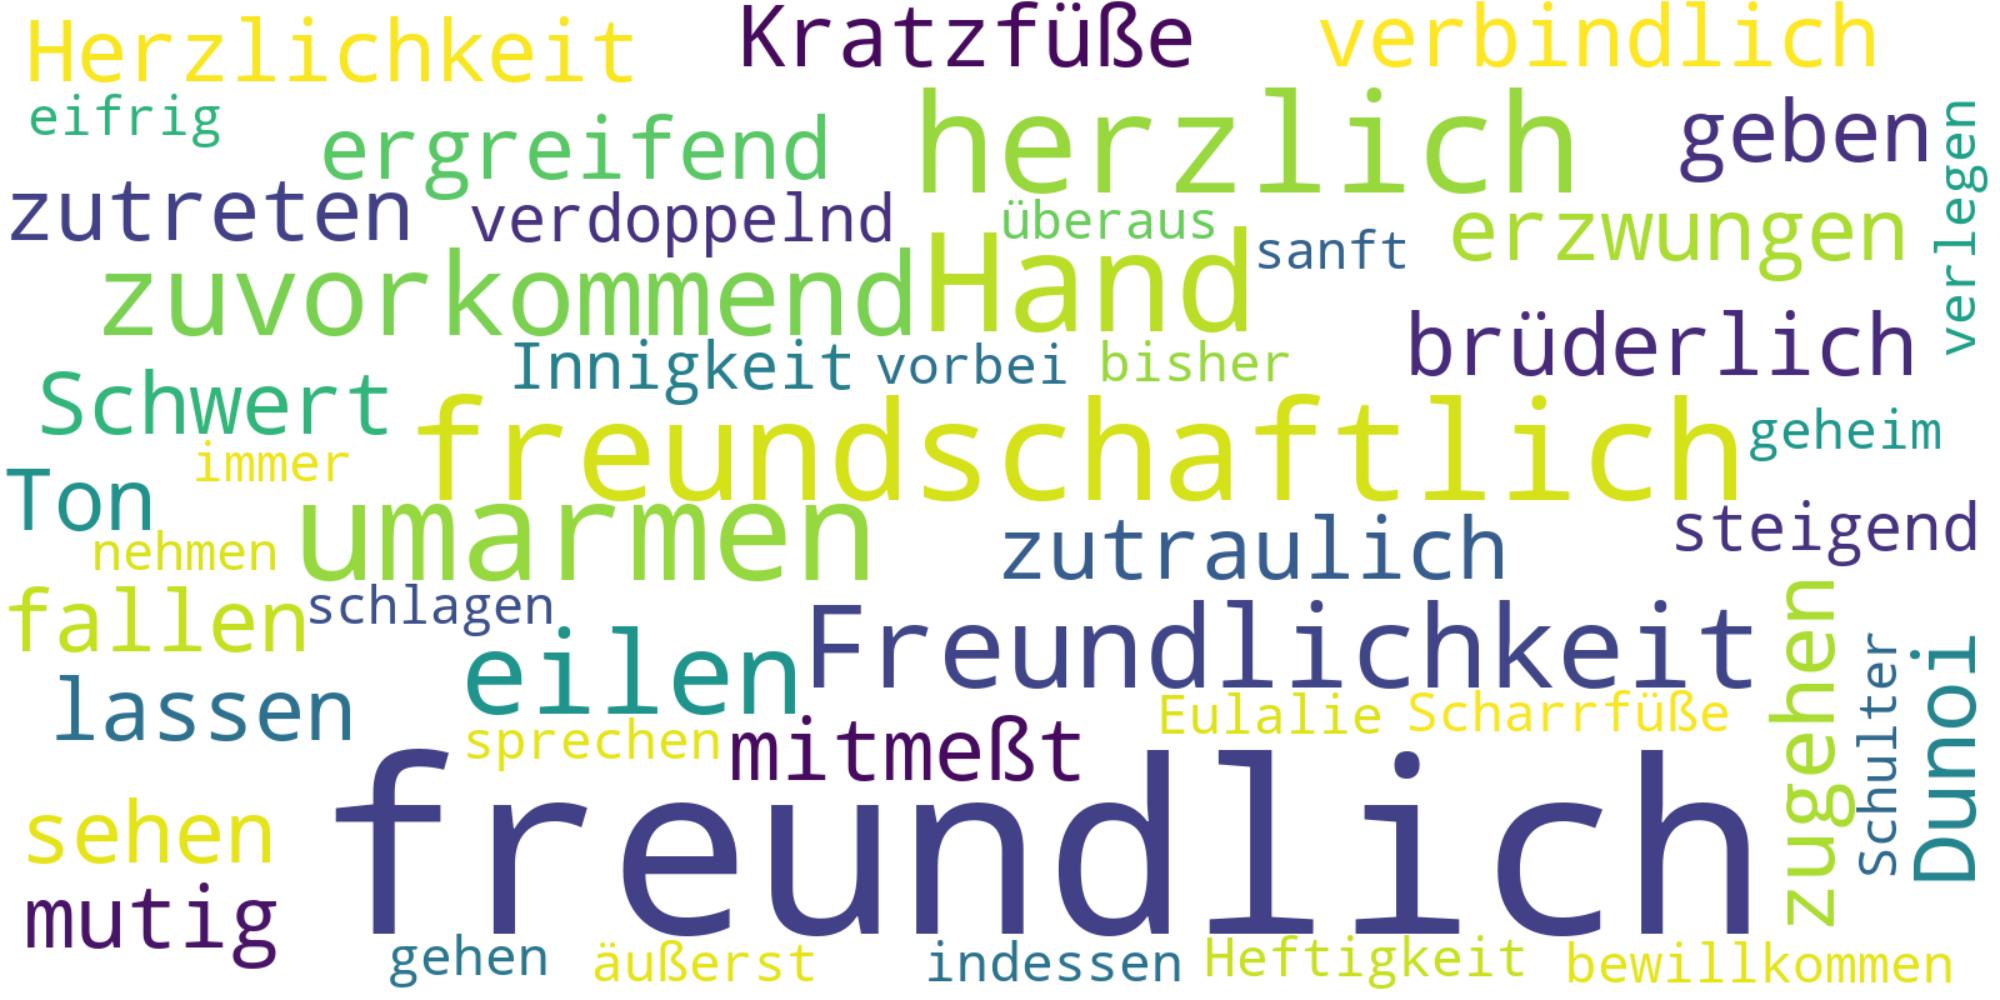 Herzlichkeit
Kratzfüße
verbindlich
eifrig
ergreifend
herzlich
geben
verlegen
zutreten
verdoppelnd
überaus
sanft
erzwungen
zuvorkommend
Hand
brüderlich
Innigkeit
vorbei
bisher
Schwert
freundschaftlich
geheim
immer
Ton
nehmen
umarmen
zutraulich
steigend
fallen
schlagen
eilen
Freundlichkeit
zugehen
Schulter
Dunoi
lassen
Eulalie
Scharrfüße
sprechen
mitmeßt
sehen
freundlich
mutig
gehen
äußerst
indessen
Heftigkeit
bewillkommen